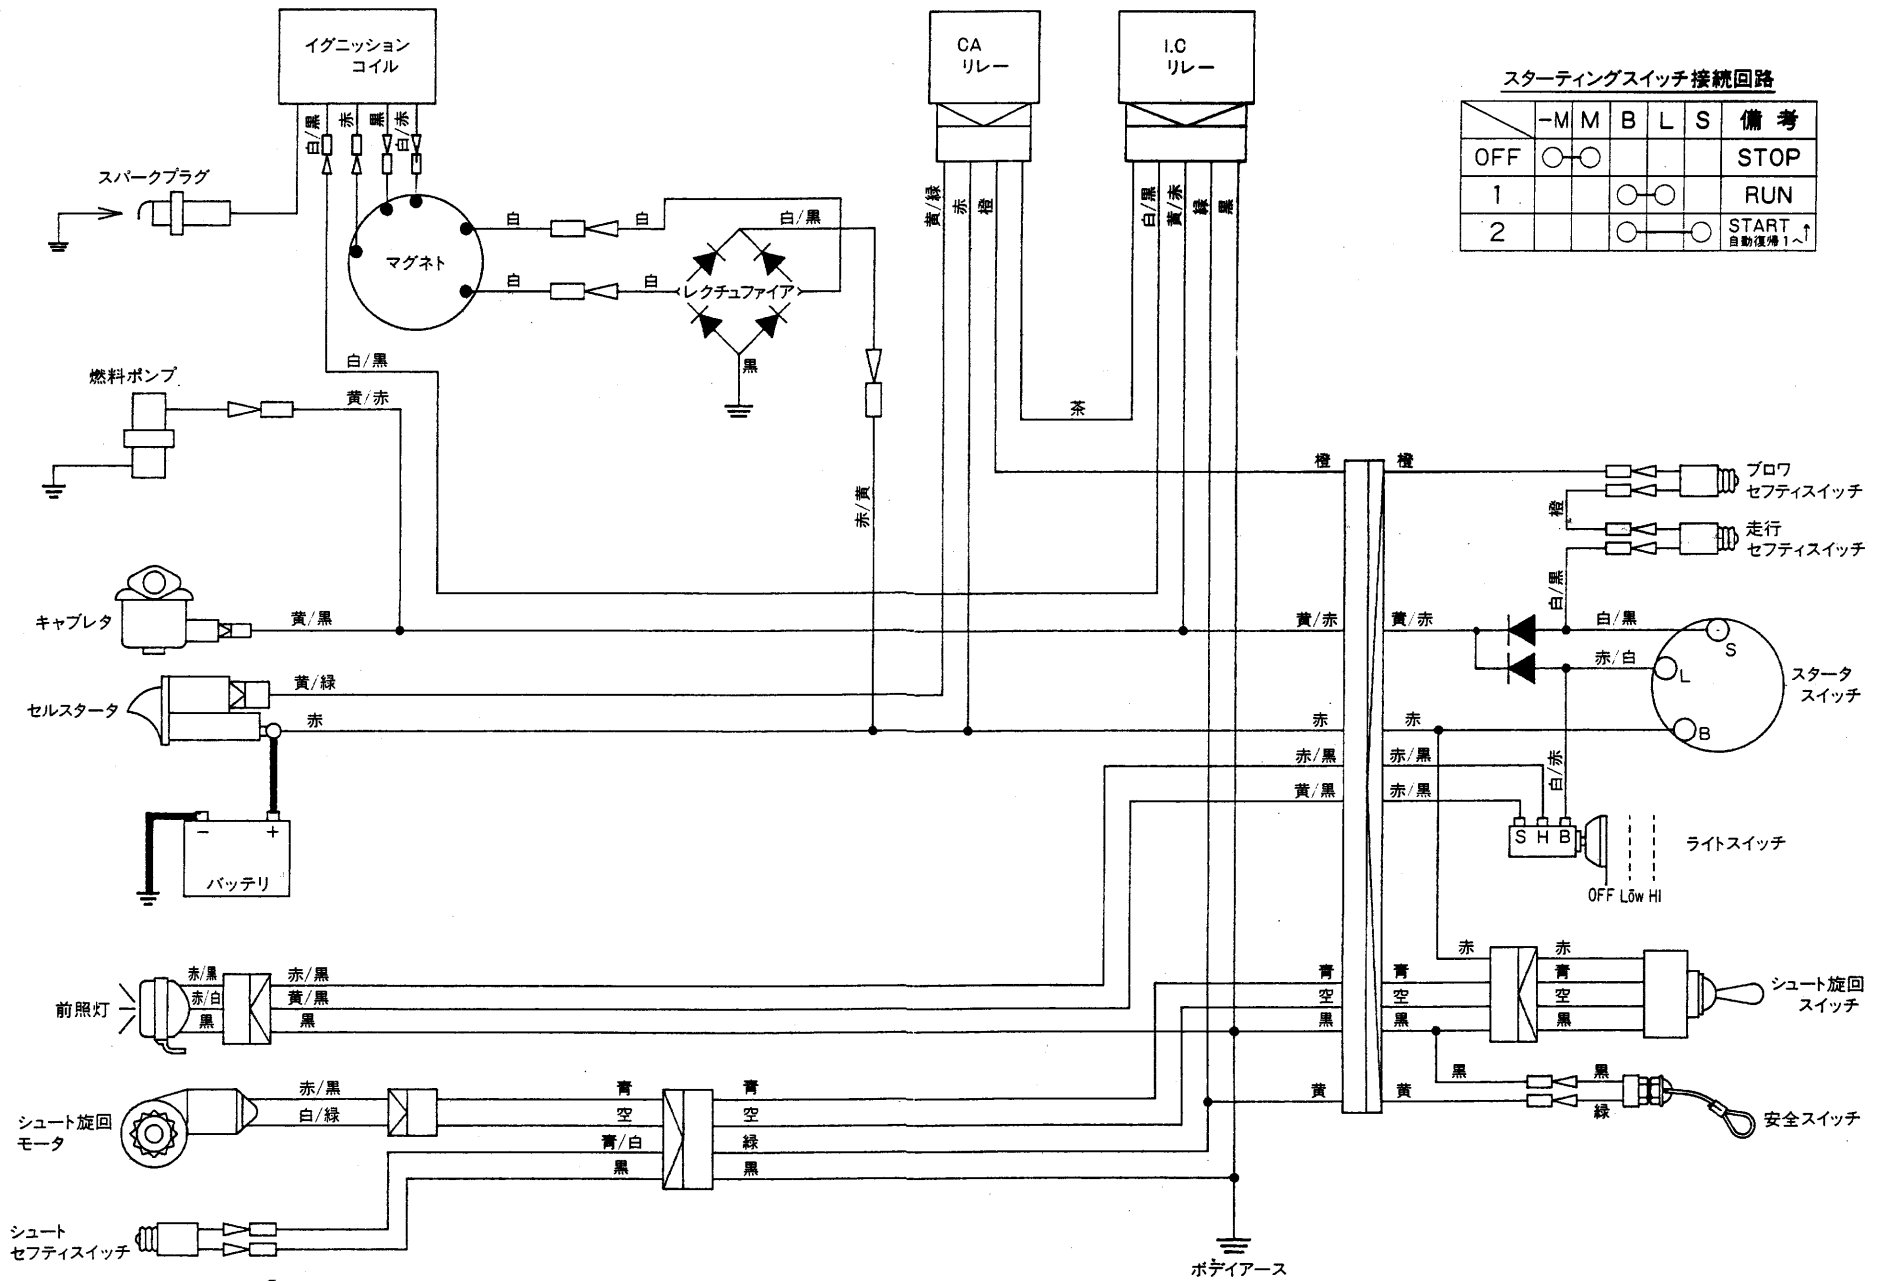 イグニッション
コイル
CA
リレー
I.C
リレー
スターティングスイッチ接続回路
-M M B L S 備考
OFF STOP
1 RUN
2 START
自動復帰1へ↑
白/黒
赤
黒
白/赤
スパークプラグ
マグネト
白
白
白
白
白/黒
レクチュファイア
黒
黄/緑
赤
橙
白/黒
黄/赤
緑
黒
茶
白/黒
燃料ポンプ
黄/赤
赤/黄
橙
橙
ブロワ
セフティスイッチ
橙
走行
セフティスイッチ
白/黒
キャブレタ
黄/黒
黄/赤
黄/赤
白/黒
S
赤/白
L
スタータ
スイッチ
B
セルスタータ
黄/緑
赤
赤
赤
赤/黒
赤/黒
白/赤
黄/黒
赤/黒
- +
バッテリ
S H B
ライトスイッチ
OFF Low HI
前照灯
赤/黒
赤/白
黒
赤/黒
黄/黒
黒
青
空
黒
青
空
黒
赤
赤
青
空
黒
シュート旋回
スイッチ
シュート旋回
モータ
赤/黒
白/緑
青
空
青/白
黒
青
空
緑
黒
黄
黄
黒
黒
緑
安全スイッチ
シュート
セフティスイッチ
ボデイアース